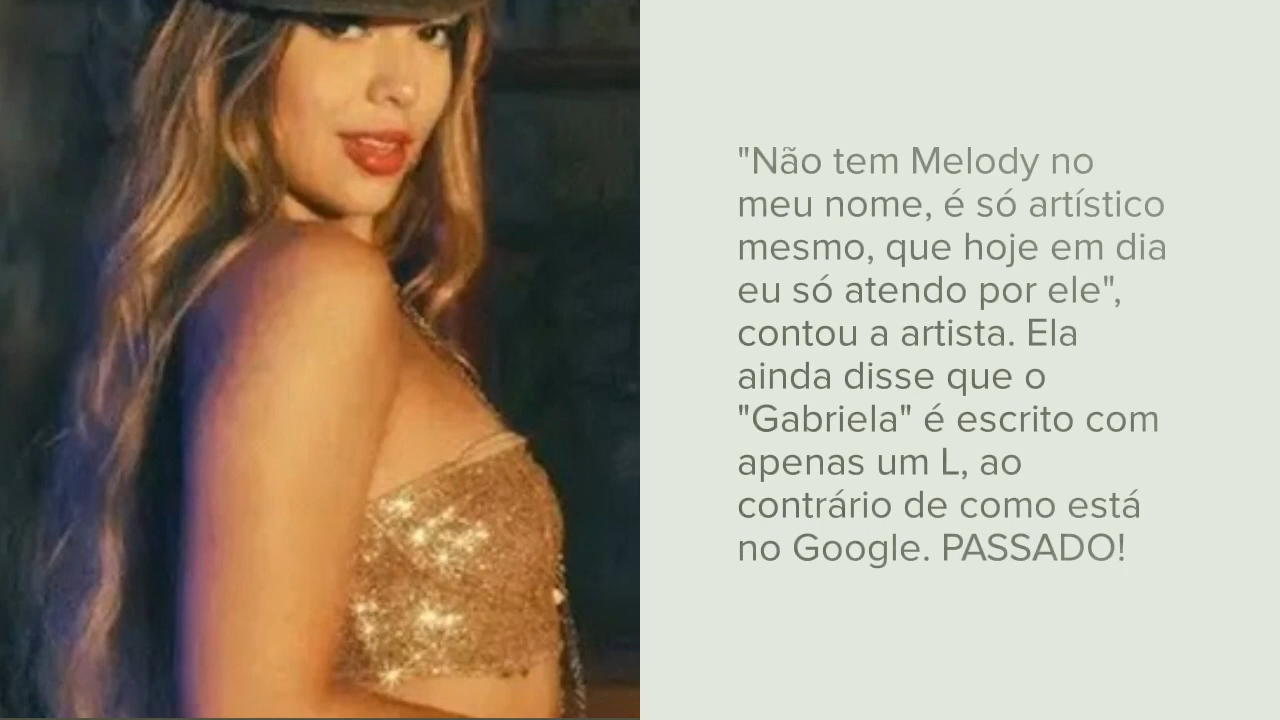 "Não tem Melody no
meu nome, é só artístico
mesmo, que hoje em dia
eu só atendo por ele",
contou a artista. Ela
ainda disse que o
"Gabriela" é escrito com
apenas um L, ao
contrário de como está
no Google. PASSADO!